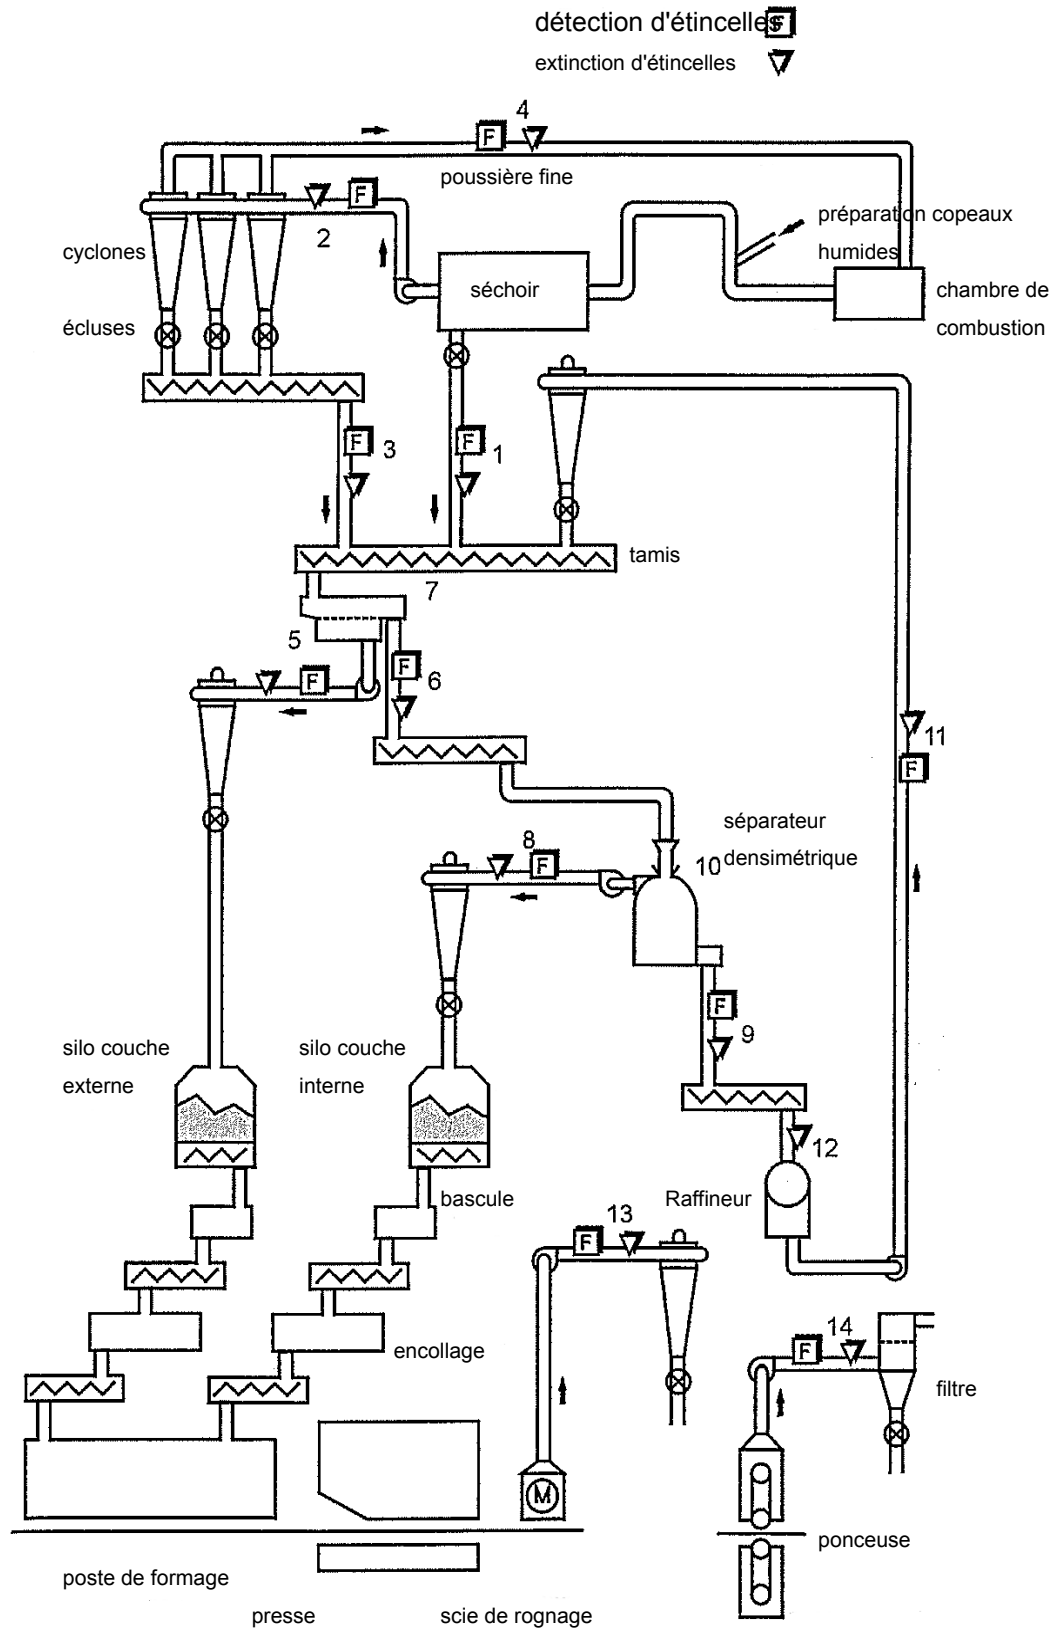 détection d'étincelles F
extinction d'étincelles
4
F
poussière fine
F
2
préparation copeaux
humides
cyclones
séchoir
chambre de
combustion
écluses
F 3
F 1
tamis
7
5
F 6
F
11
F
séparateur
densimétrique
8
F
10
F
9
silo couche
externe
silo couche
interne
12
bascule
Raffineur
13
F
encollage
14
F
filtre
M
ponceuse
poste de formage
presse
scie de rognage